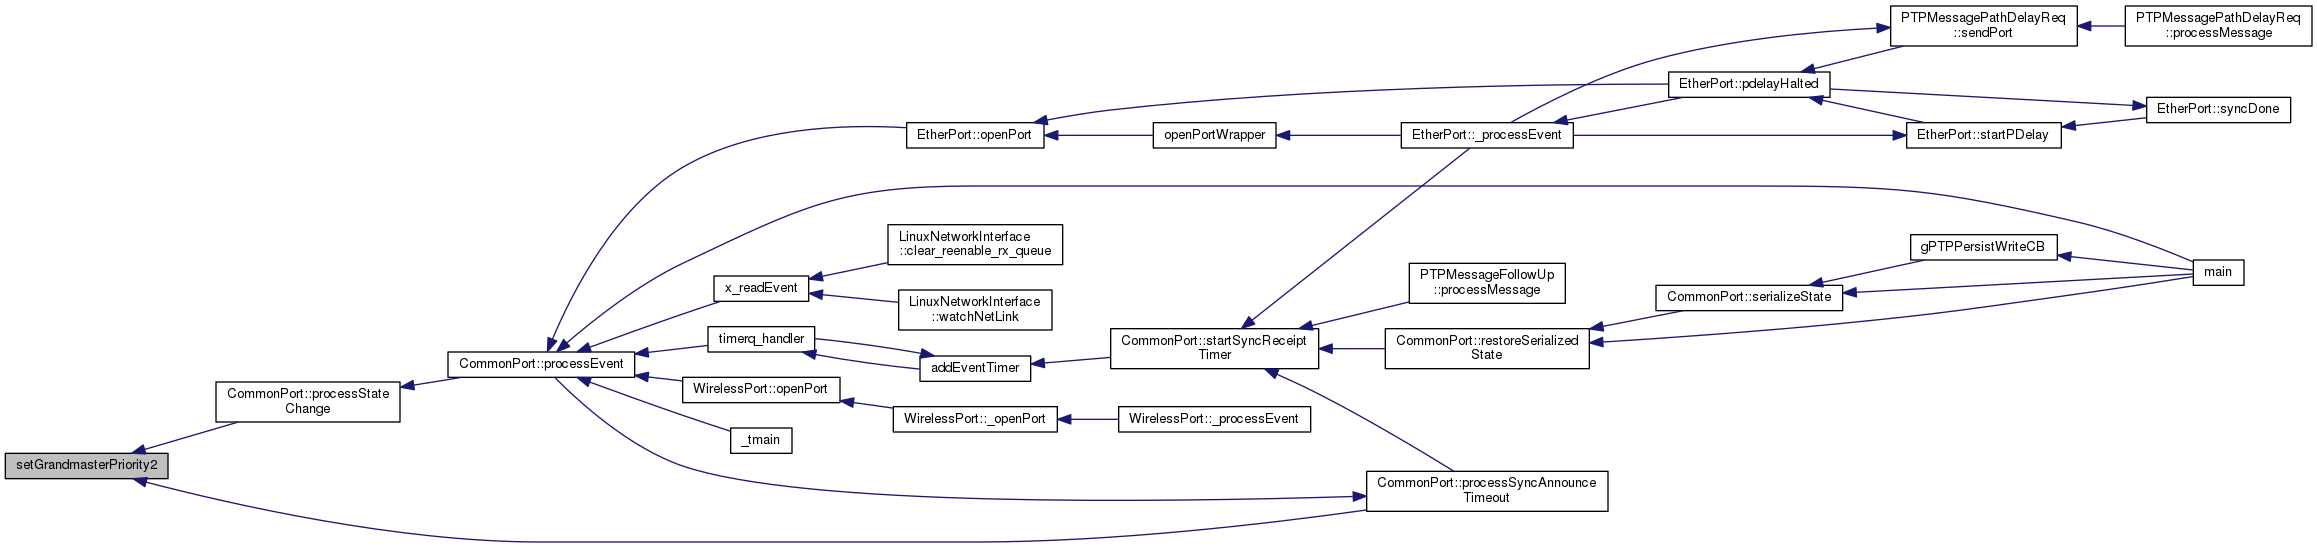 setGrandmasterPriority2
CommonPort::processState
Change
CommonPort::processEvent
EtherPort::openPort
x_readEvent
timerq_handler
WirelessPort::openPort
_tmain
LinuxNetworkInterface
::clear_reenable_rx_queue
LinuxNetworkInterface
::watchNetLink
addEventTimer
WirelessPort::_openPort
openPortWrapper
CommonPort::startSyncReceipt
Timer
WirelessPort::_processEvent
EtherPort::_processEvent
PTPMessageFollowUp
::processMessage
CommonPort::restoreSerialized
State
CommonPort::processSyncAnnounce
Timeout
EtherPort::pdelayHalted
CommonPort::serializeState
PTPMessagePathDelayReq
::sendPort
EtherPort::startPDelay
gPTPPersistWriteCB
PTPMessagePathDelayReq
::processMessage
EtherPort::syncDone
main